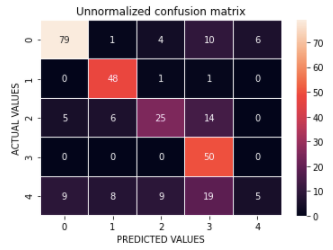 Unnormalized confusion matrix
ACTUAL VALUES
0 79 1 4 10 6
1 0 48 1 1 0
2 5 6 25 14 0
3 0 0 0 50 0
4 9 8 9 19 5
0 1 2 3 4
PREDICTED VALUES
70
60
50
40
30
20
10
0